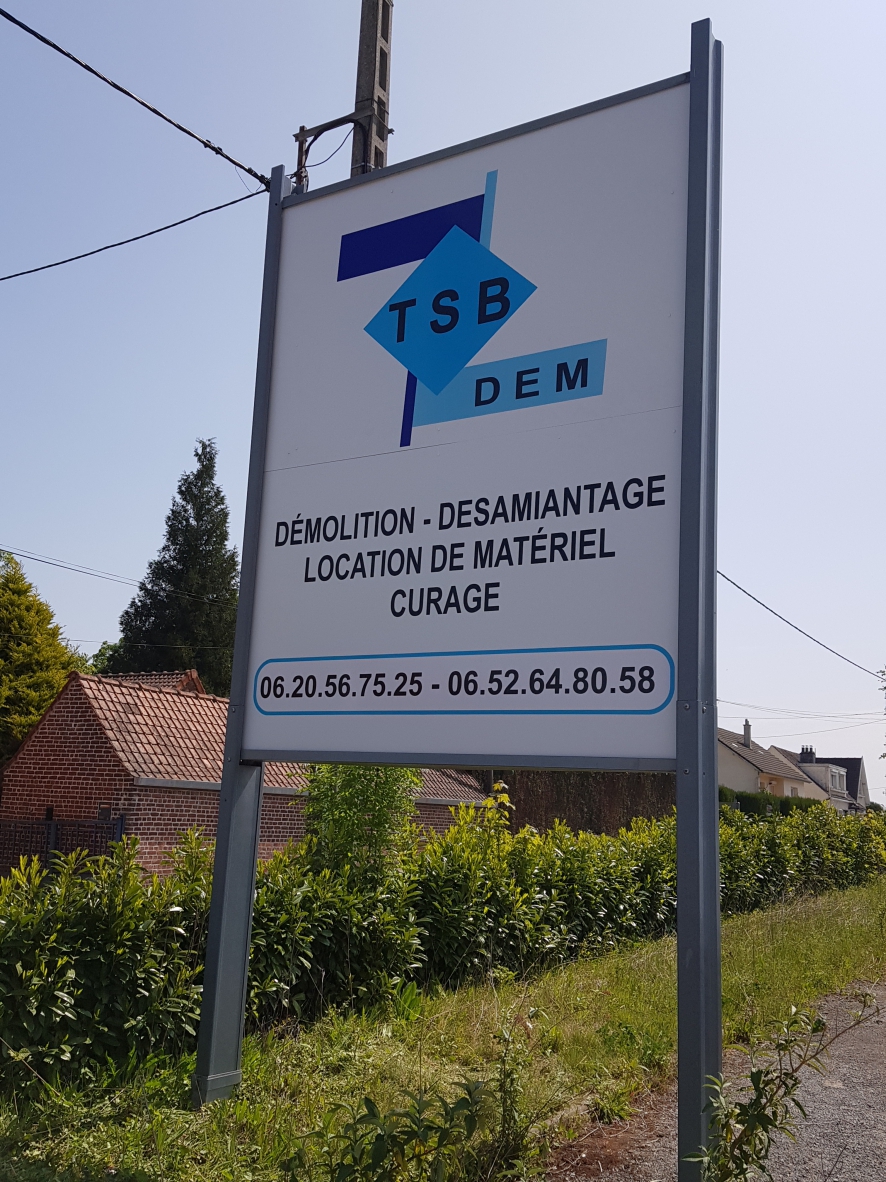 TSB
DEM
DÉMOLITION - DESAMIANTAGE
LOCATION DE MATÉRIEL
CURAGE
06.20.56.75.25 - 06.52.64.80.58